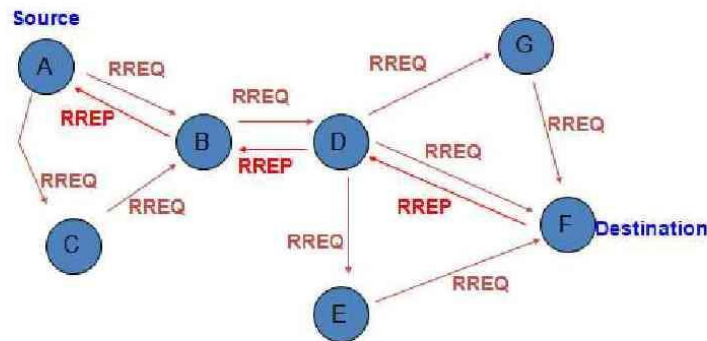 Source
A
G
RREQ
RREQ
RREQ
RREP
B
D
RREQ
RREP
RREQ
RREQ
RREP
RREQ
C
F
Destination
RREQ
RREQ
E